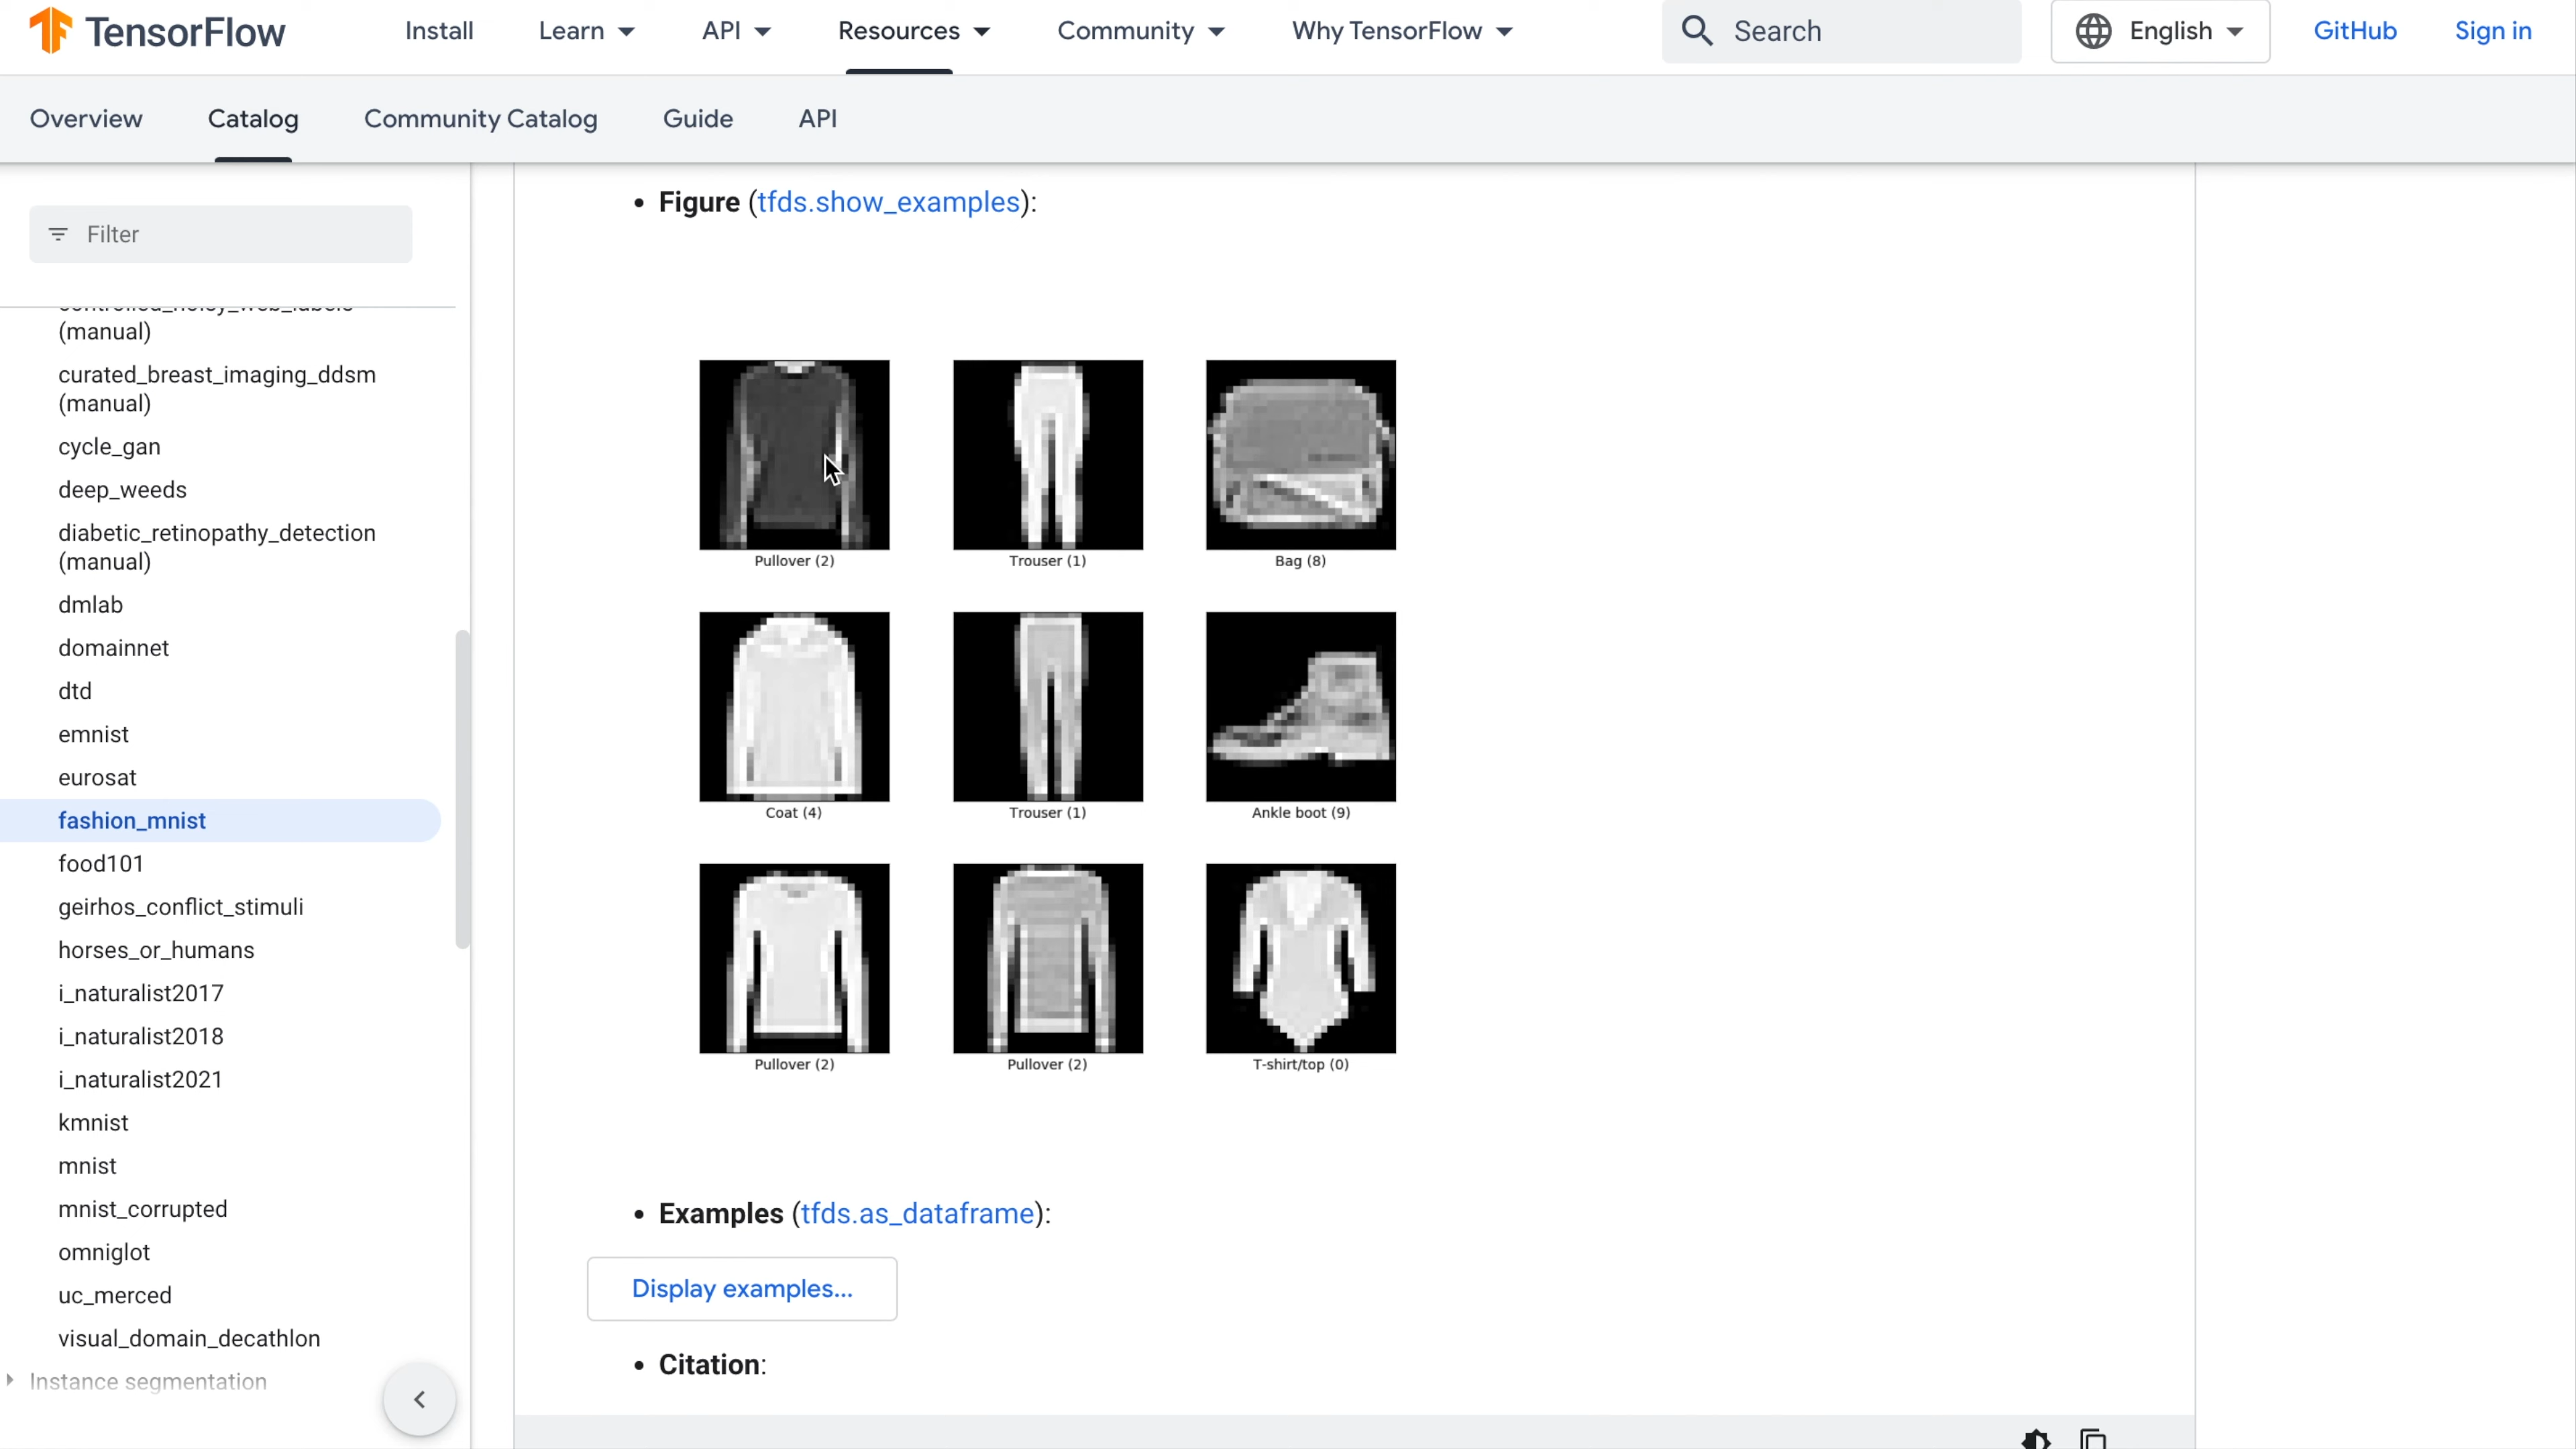 TensorFlow
Install
Learn
API
Resources
Community
Why TensorFlow
Search
English
GitHub
Sign in
Overview
Catalog
Community Catalog
Guide
API
Filter
controlled_noisy_web_labels
(manual)
curated_breast_imaging_ddsm
(manual)
cycle_gan
deep_weeds
diabetic_retinopathy_detection
(manual)
dmlab
domainnet
dtd
emnist
eurosat
fashion_mnist
food101
geirhos_conflict_stimuli
horses_or_humans
i_naturalist2017
i_naturalist2018
i_naturalist2021
kmnist
mnist
mnist_corrupted
omniglot
uc_merced
visual_domain_decathlon
Instance segmentation
• Figure (tfds.show_examples):
Pullover (2)
Trouser (1)
Bag (8)
Coat (4)
Trouser (1)
Ankle boot (9)
Pullover (2)
Pullover (2)
T-shirt/top (0)
• Examples (tfds.as_dataframe):
Display examples...
• Citation: